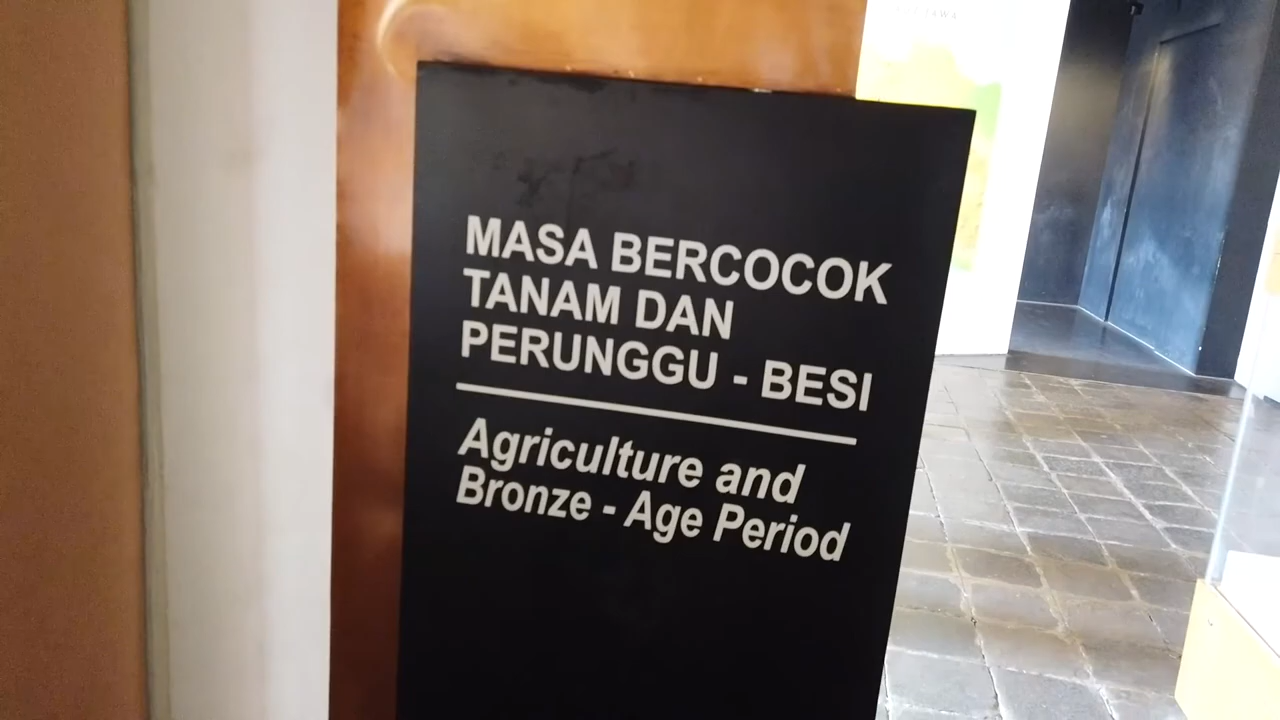 MASA BERCOCOK
TANAM DAN
PERUNGGU - BESI
Agriculture and
Bronze - Age Period